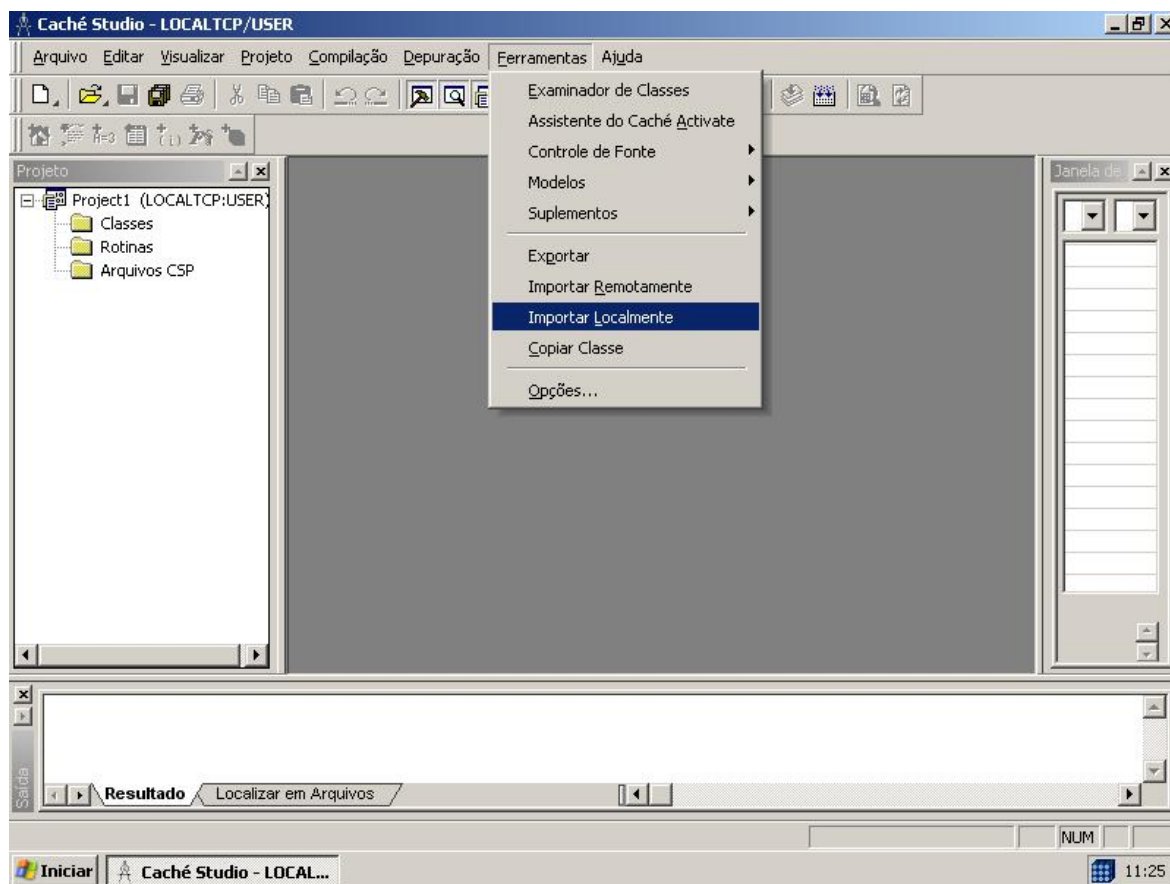 Caché Studio - LOCALTCP/USER
Arquivo Editar Visualizar Projeto Compilação Depuração Ferramentas Ajuda
Examinador de Classes
Assistente do Caché Activate
Controle de Fonte
Modelos
Suplementos
Exportar
Importar Remotamente
Importar Localmente
Copiar Classe
Opções...
Projeto
Project1 (LOCALTCP:USER)
Classes
Rotinas
Arquivos CSP
Janela de
Saída
Resultado Localizar em Arquivos
NUM
Iniciar Caché Studio - LOCAL... 11:25